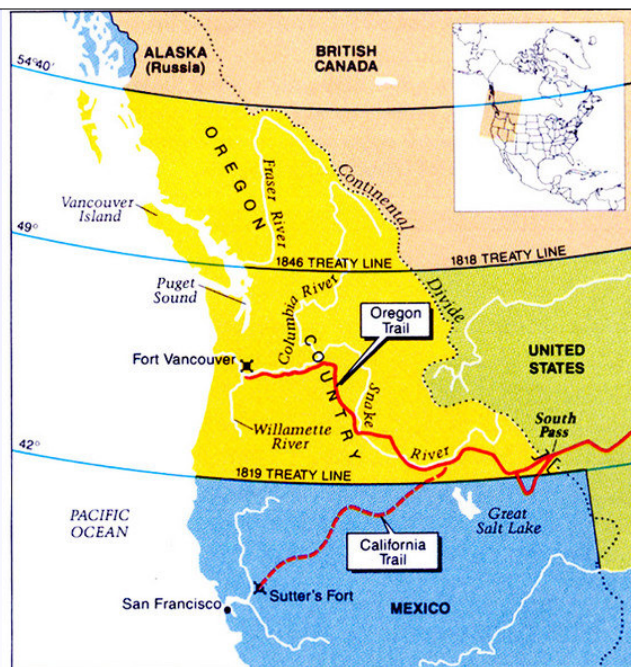 ALASKA
(Russia)
BRITISH
CANADA
54°40'
OREGON
Fraser River
Continental
Vancouver
Island
49°
1846 TREATY LINE
1818 TREATY LINE
Puget
Sound
Columbia River
Divide
Oregon
Trail
Fort Vancouver
COUNTRY
UNITED
STATES
Snake
River
Willamette
River
South
Pass
42°
1819 TREATY LINE
PACIFIC
OCEAN
Great
Salt Lake
California
Trail
Sutter's Fort
San Francisco
MEXICO